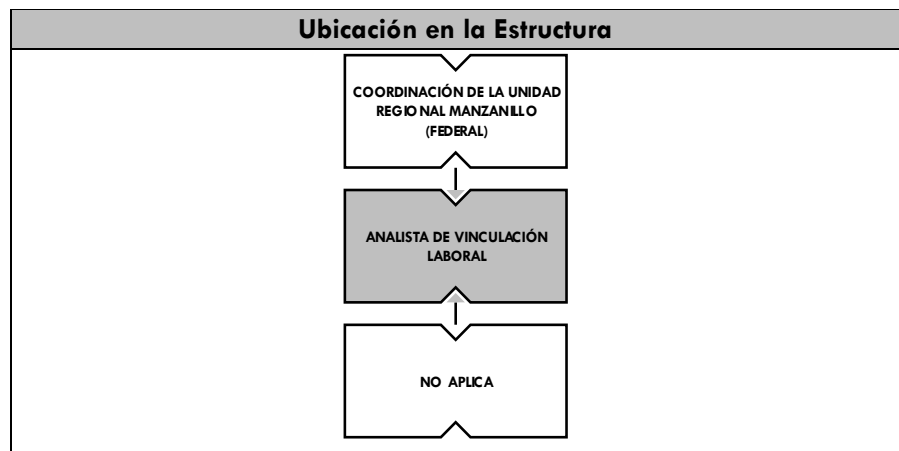 Ubicación en la Estructura
COORDINACIÓN DE LA UNIDAD
REGIONAL MANZANILLO
(FEDERAL)
ANALISTA DE VINCULACIÓN
LABORAL
NO APLICA